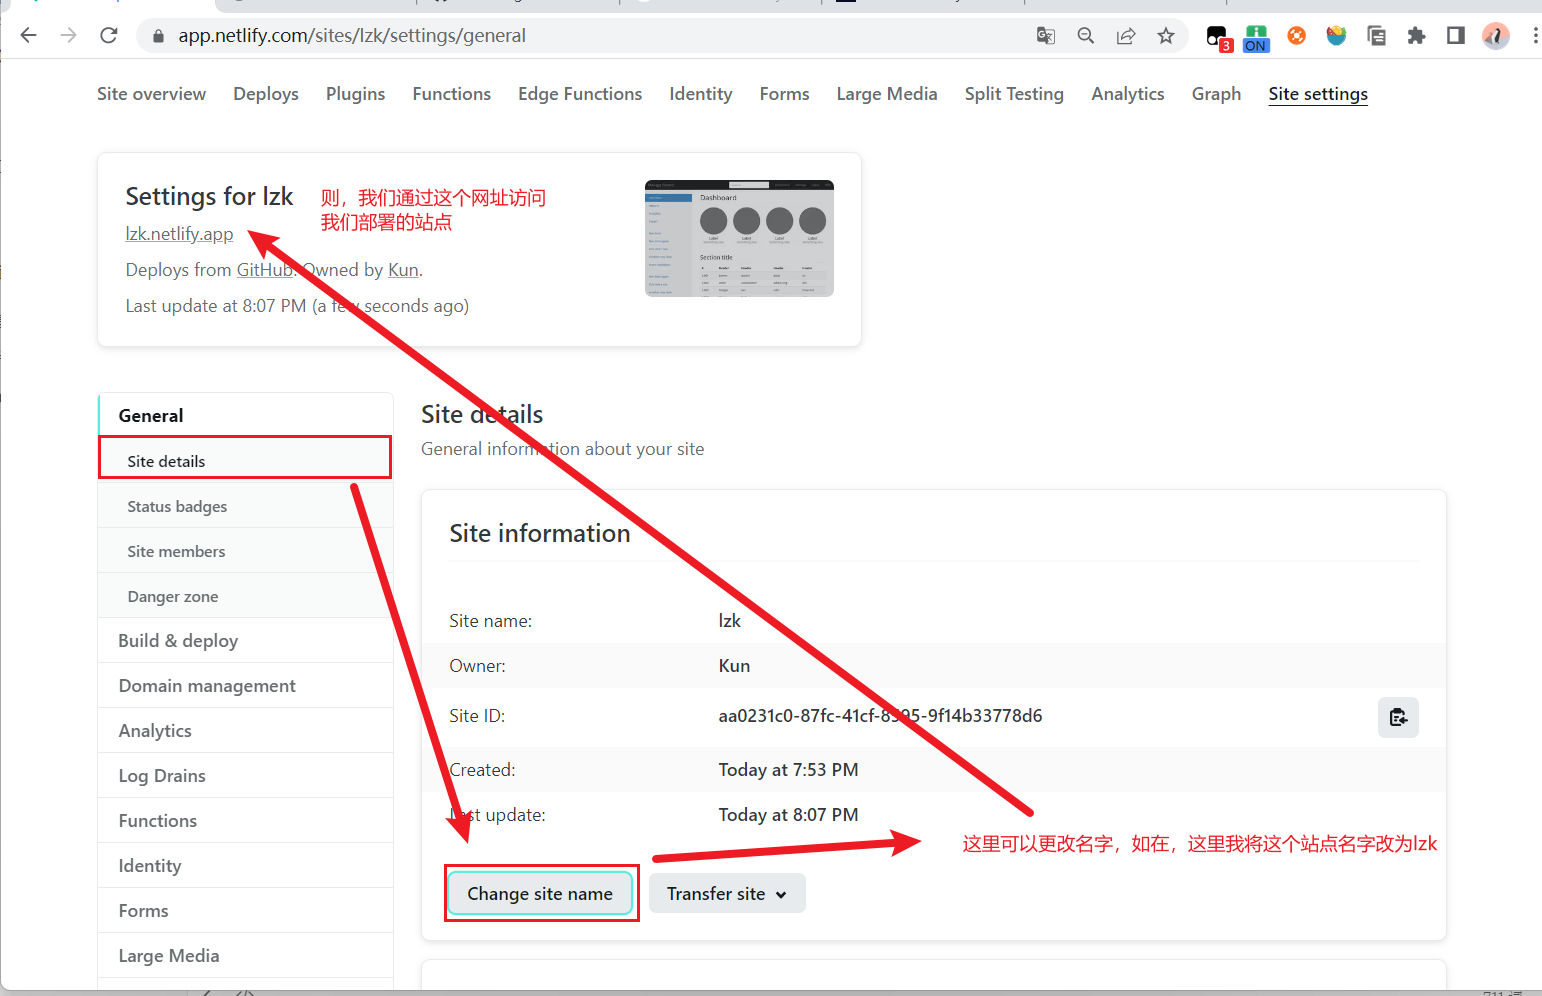 app.netlify.com/sites/lzk/settings/general
3
ON
Site overview
Deploys
Plugins
Functions
Edge Functions
Identity
Forms
Large Media
Split Testing
Analytics
Graph
Site settings
Settings for lzk
则，我们通过这个网址访问
我们部署的站点
lzk.netlify.app
Deploys from GitHub. Owned by Kun.
Last update at 8:07 PM (a few seconds ago)
Dashboard
Section title
General
Site details
Status badges
Site members
Danger zone
Build & deploy
Domain management
Analytics
Log Drains
Functions
Identity
Forms
Large Media
Site details
General information about your site
Site information
Site name: lzk
Owner: Kun
Site ID: aa0231c0-87fc-41cf-8595-9f14b33778d6
Created: Today at 7:53 PM
Last update: Today at 8:07 PM
这里可以更改名字，如在，这里我将这个站点名字改为lzk
Change site name
Transfer site